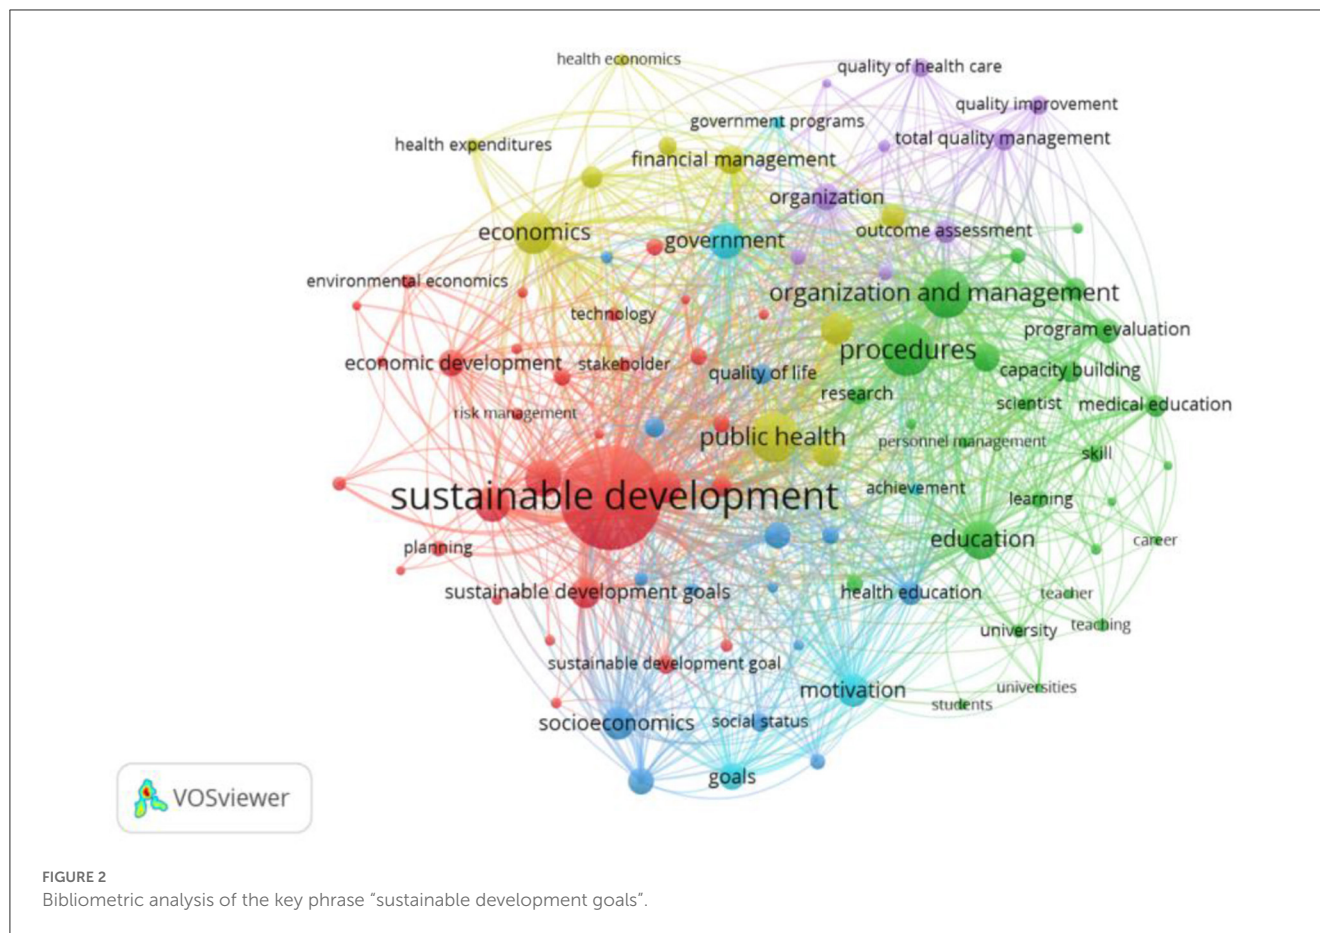 health economics
quality of health care
quality improvement
government programs
total quality management
health expenditures
financial management
organization
economics
government
outcome assessment
environmental economics
organization and management
technology
program evaluation
procedures
economic development
stakeholder
quality of life
capacity building
research
scientist
medical education
risk management
public health
personnel management
skill
sustainable development
achievement
learning
planning
education
career
sustainable development goals
health education
teacher
university
teaching
sustainable development goal
motivation
universities
students
socioeconomics
social status
goals
VOSviewer
FIGURE 2
Bibliometric analysis of the key phrase “sustainable development goals”.